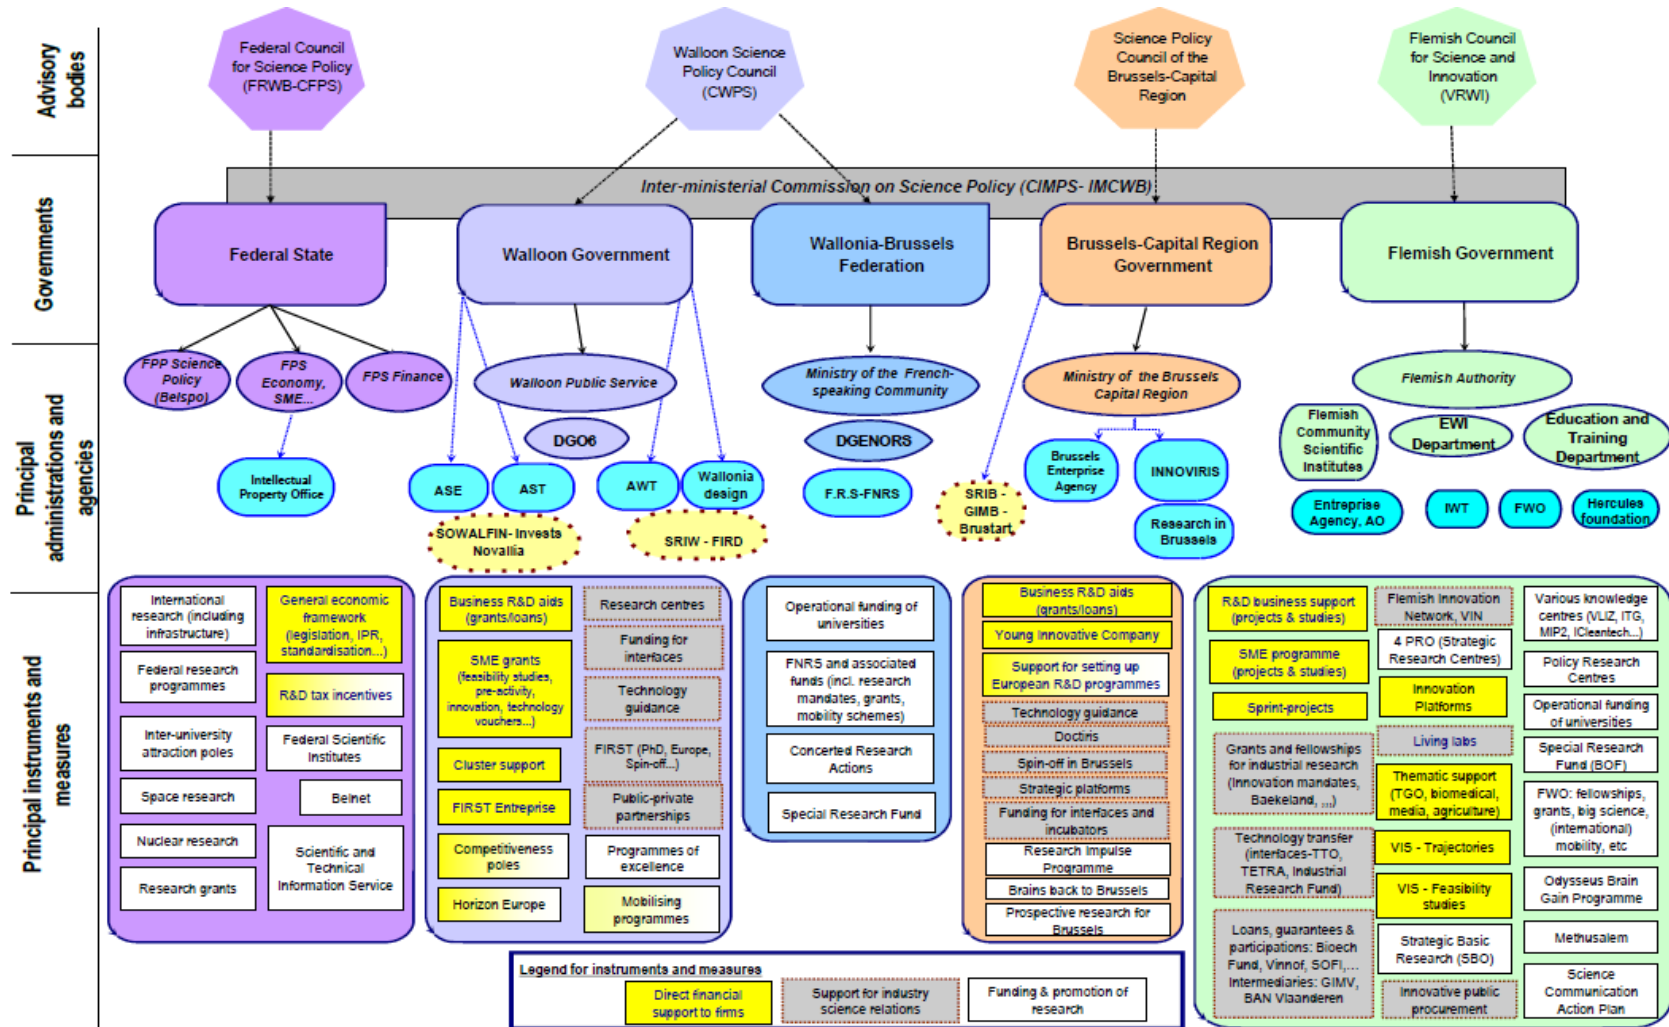 Advisory
bodies
Federal Council
for Science Policy
(FRWB-CFPS)
Walloon Science
Policy Council
(CWPS)
Science Policy
Council of the
Brussels-Capital
Region
Flemish Council
for Science and
Innovation
(VRWI)
Governments
Inter-ministerial Commission on Science Policy (CIMPS- IMCWB)
Federal State
Walloon Government
Wallonia-Brussels
Federation
Brussels-Capital Region
Government
Flemish Government
Principal
administrations and
agencies
FPP Science
Policy
(Belspo)
FPS
Economy,
SME...
FPS Finance
Intellectual
Property Office
Walloon Public Service
DGO6
ASE
AST
AWT
Wallonia
design
SOWALFIN- Invests
Novallia
SRIW - FIRD
Ministry of the French-
speaking Community
DGENORS
F.R.S-FNRS
Ministry of the Brussels
Capital Region
Brussels
Enterprise
Agency
INNOVIRIS
SRIB -
GIMB -
Brustart
Research in
Brussels
Flemish Authority
Flemish
Community
Scientific
Institutes
EWI
Department
Education and
Training
Department
Entreprise
Agency, AO
IWT
FWO
Hercules
foundation
Principal instruments and
measures
International
research (including
infrastructure)
Federal research
programmes
Inter-university
attraction poles
Space research
Nuclear research
Research grants
General economic
framework
(legislation, IPR,
standardisation...)
R&D tax incentives
Federal Scientific
Institutes
Belnet
Scientific and
Technical
Information Service
Business R&D aids
(grants/loans)
SME grants
(feasibility studies,
pre-activity,
innovation, technology
vouchers...)
Cluster support
FIRST Entreprise
Competitiveness
poles
Horizon Europe
Research centres
Funding for
interfaces
Technology
guidance
FIRST (PhD, Europe,
Spin-off...)
Public-private
partnerships
Programmes of
excellence
Mobilising
programmes
Operational funding of
universities
FNRS and associated
funds (incl. research
mandates, grants,
mobility schemes)
Concerted Research
Actions
Special Research Fund
Business R&D aids
(grants/loans)
Young Innovative Company
Support for setting up
European R&D programmes
Technology guidance
Doctiris
Spin-off in Brussels
Strategic platforms
Funding for interfaces and
incubators
Research Impulse
Programme
Brains back to Brussels
Prospective research for
Brussels
R&D business support
(projects & studies)
SME programme
(projects & studies)
Sprint-projects
Grants and fellowships
for industrial research
(Innovation mandates,
Baekeland, ,,,)
Technology transfer
(interfaces-TTO,
TETRA, Industrial
Research Fund)
Loans, guarantees &
participations: Bioech
Fund, Vinnof, SOFI,...
Intermediaries: GIMV,
BAN Vlaanderen
Flemish Innovation
Network, VIN
4 PRO (Strategic
Research Centres)
Innovation
Platforms
Living labs
Thematic support
(TGO, biomedical,
media, agriculture)
VIS - Trajectories
VIS - Feasibility
studies
Strategic Basic
Research (SBO)
Innovative public
procurement
Various knowledge
centres (VLIZ, ITG,
MIP2, ICleantech...)
Policy Research
Centres
Operational funding
of universities
Special Research
Fund (BOF)
FWO: fellowships,
grants, big science,
(international)
mobility, etc
Odysseus Brain
Gain Programme
Methusalem
Science
Communication
Action Plan
Legend for instruments and measures
Direct financial
support to firms
Support for industry
science relations
Funding & promotion of
research